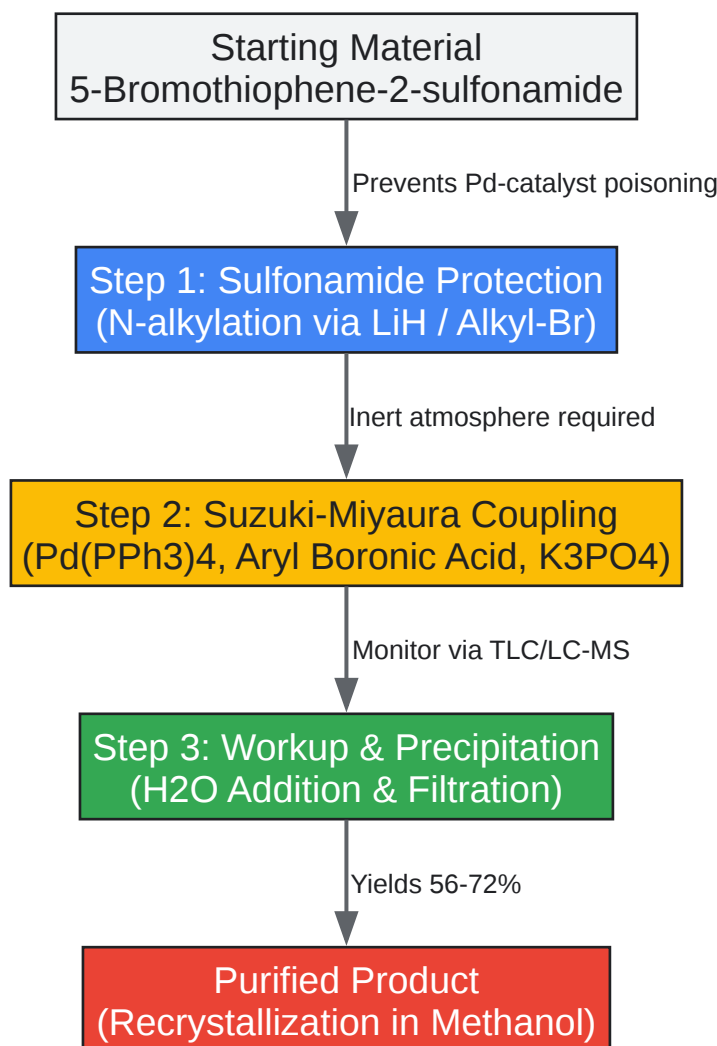 Starting Material
5-Bromothiophene-2-sulfonamide
Prevents Pd-catalyst poisoning
Step 1: Sulfonamide Protection
(N-alkylation via LiH / Alkyl-Br)
Inert atmosphere required
Step 2: Suzuki-Miyaura Coupling
(Pd(PPh3)4, Aryl Boronic Acid, K3PO4)
Monitor via TLC/LC-MS
Step 3: Workup & Precipitation
(H2O Addition & Filtration)
Yields 56-72%
Purified Product
(Recrystallization in Methanol)